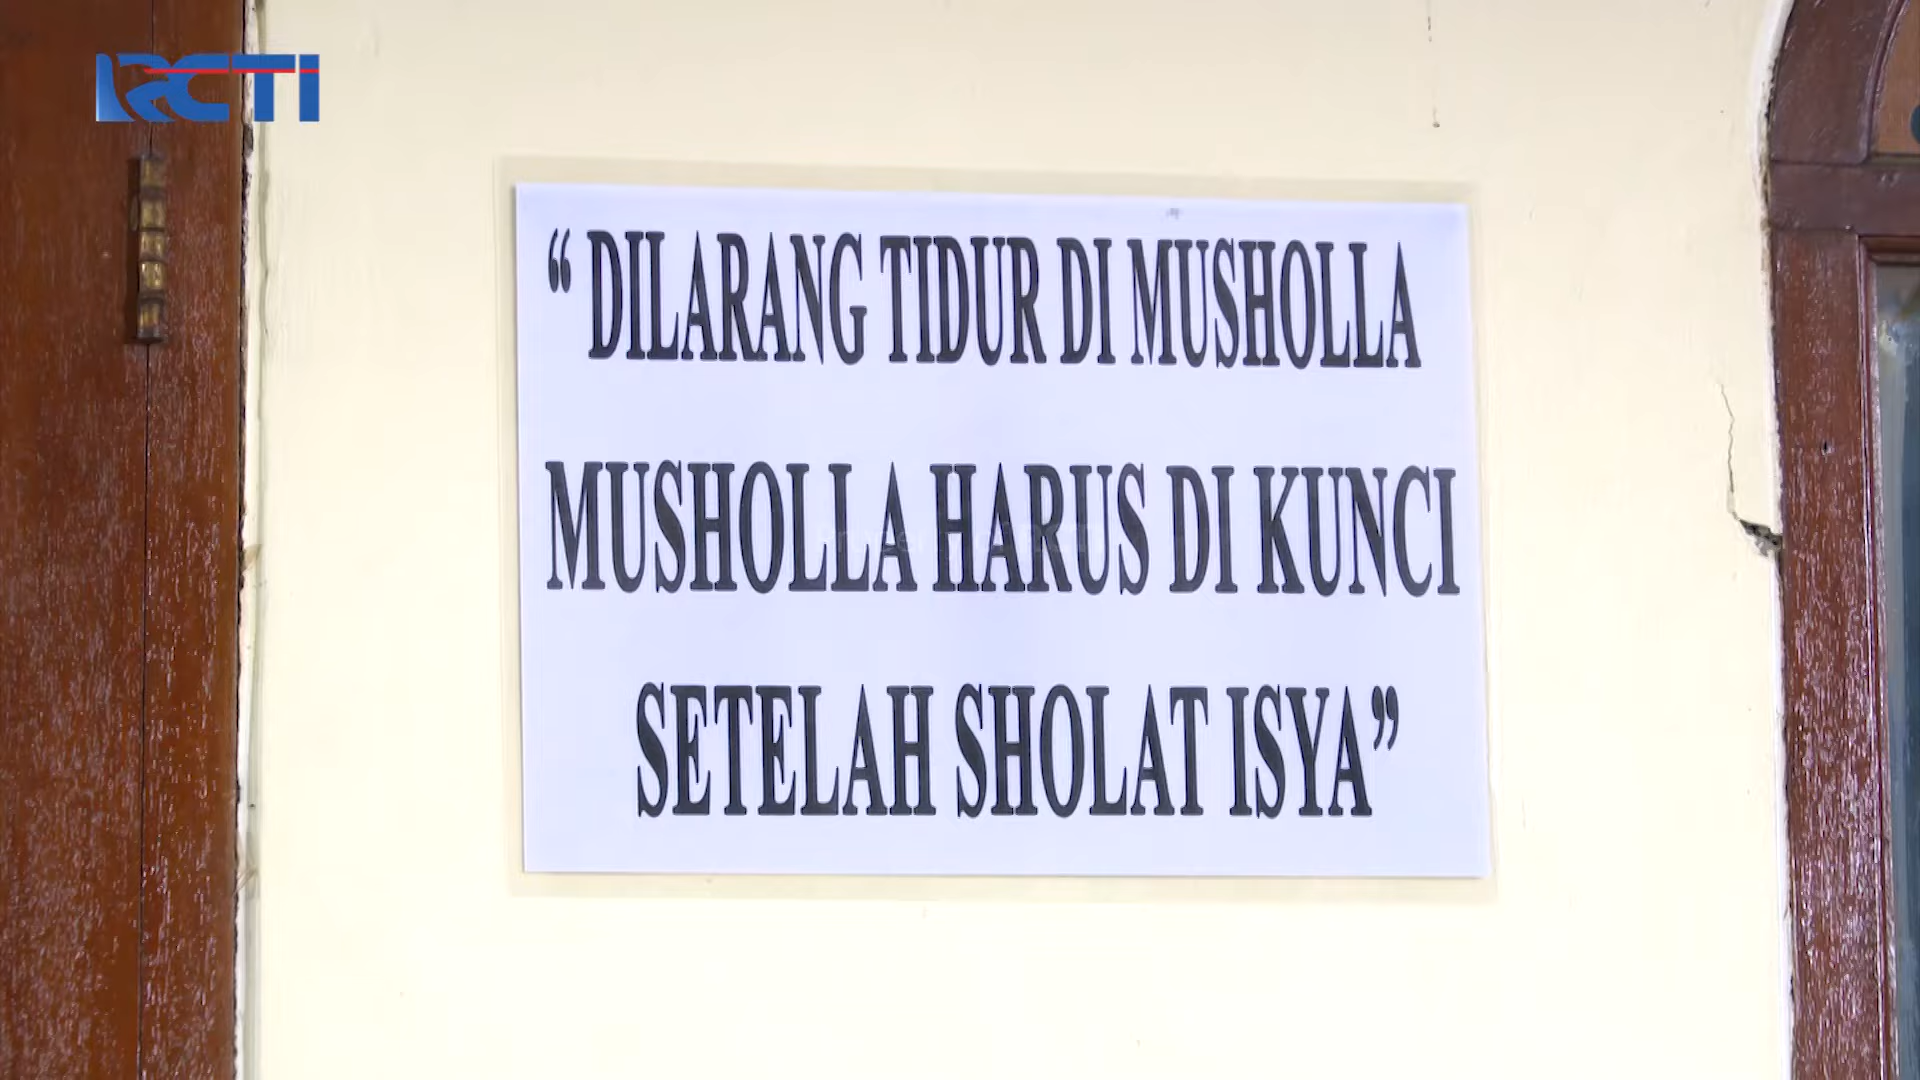 RCTI
“ DILARANG TIDUR DI MUSHOLLA
MUSHOLLA HARUS DI KUNCI
SETELAH SHOLAT ISYA”